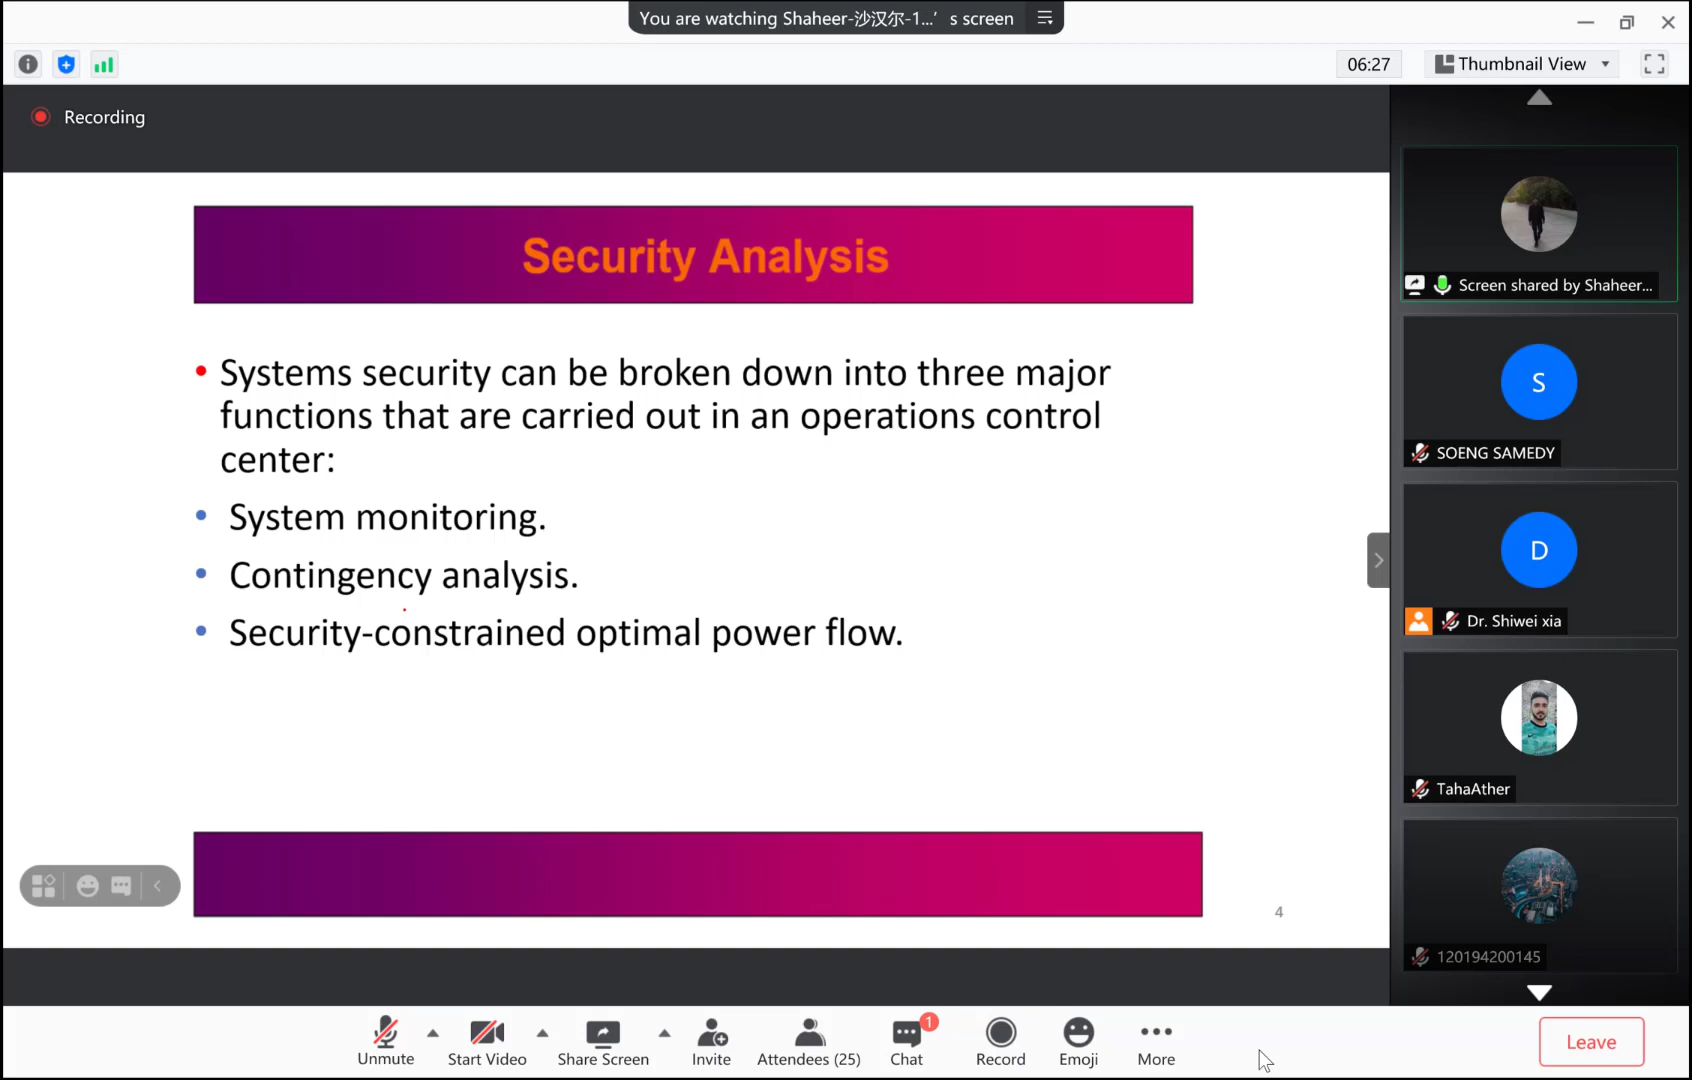 You are watching Shaheer-沙汉尔-1...’ s screen
06:27
Thumbnail View
Recording
Security Analysis
• Systems security can be broken down into three major
functions that are carried out in an operations control
center:
• System monitoring.
• Contingency analysis.
• Security-constrained optimal power flow.
4
Screen shared by Shaheer...
S
SOENG SAMEDY
D
Dr. Shiwei xia
TahaAther
120194200145
Unmute
Start Video
Share Screen
Invite
Attendees (25)
1
Chat
Record
Emoji
More
Leave